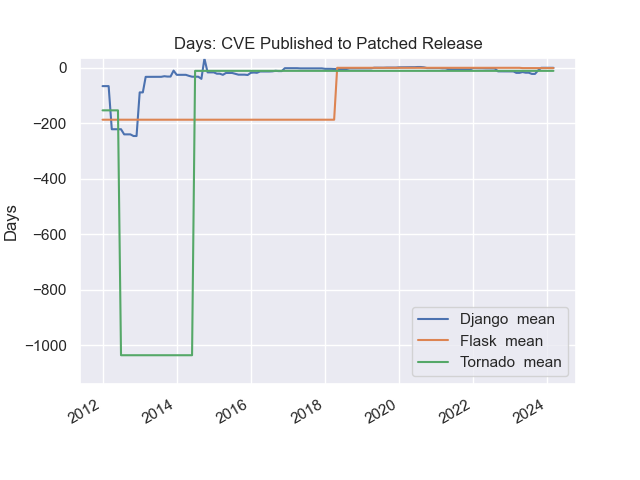 Days: CVE Published to Patched Release
Days
0
−200
−400
−600
−800
−1000
2012
2014
2016
2018
2020
2022
2024
Django  mean
Flask  mean
Tornado  mean